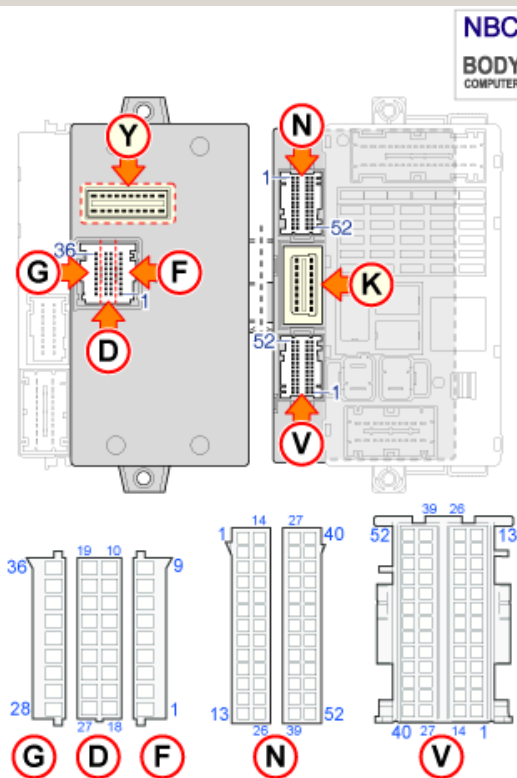 NBC
BODY
COMPUTER
Y
N
1
52
36
G
F
1
D
K
52
1
V
19 10
36 9
28 1
27 18
G D F
14 27
1 40
13 52
26 39
N
39 26
52 13
40 27 14 1
V